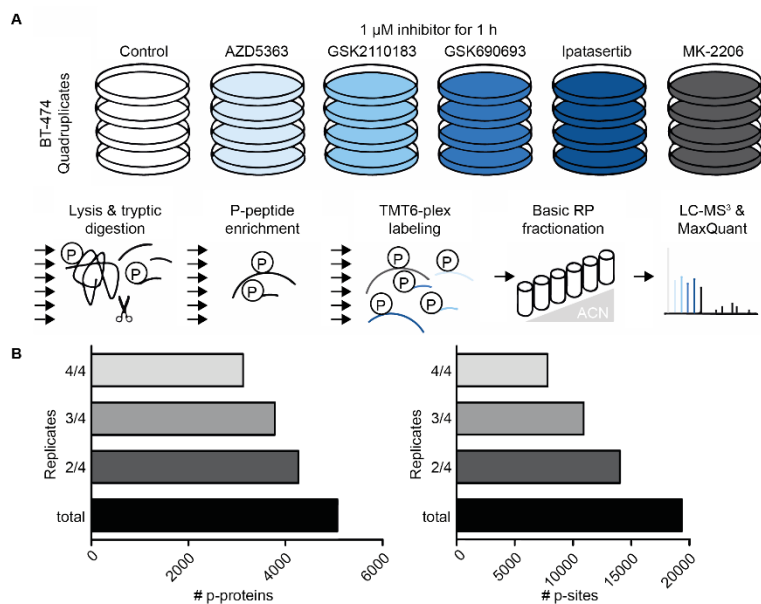 A
1 µM inhibitor for 1 h
Control
AZD5363
GSK2110183
GSK690693
Ipatasertib
MK-2206
BT-474
Quadruplicates
Lysis & tryptic
digestion
P-peptide
enrichment
TMT6-plex
labeling
Basic RP
fractionation
LC-MS³ &
MaxQuant
P
P
P
P
P
P
P
P
P
ACN
B
Replicates
4/4
3/4
2/4
total
0
2000
4000
6000
# p-proteins
Replicates
4/4
3/4
2/4
total
0
5000
10000
15000
20000
# p-sites